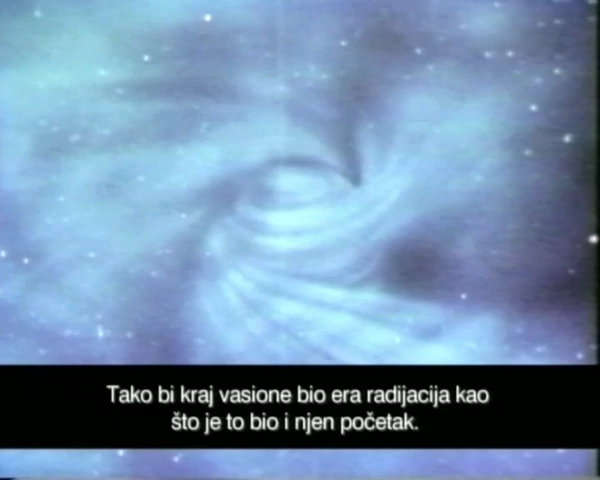 Tako bi kraj vasione bio era radijacija kao
što je to bio i njen početak.